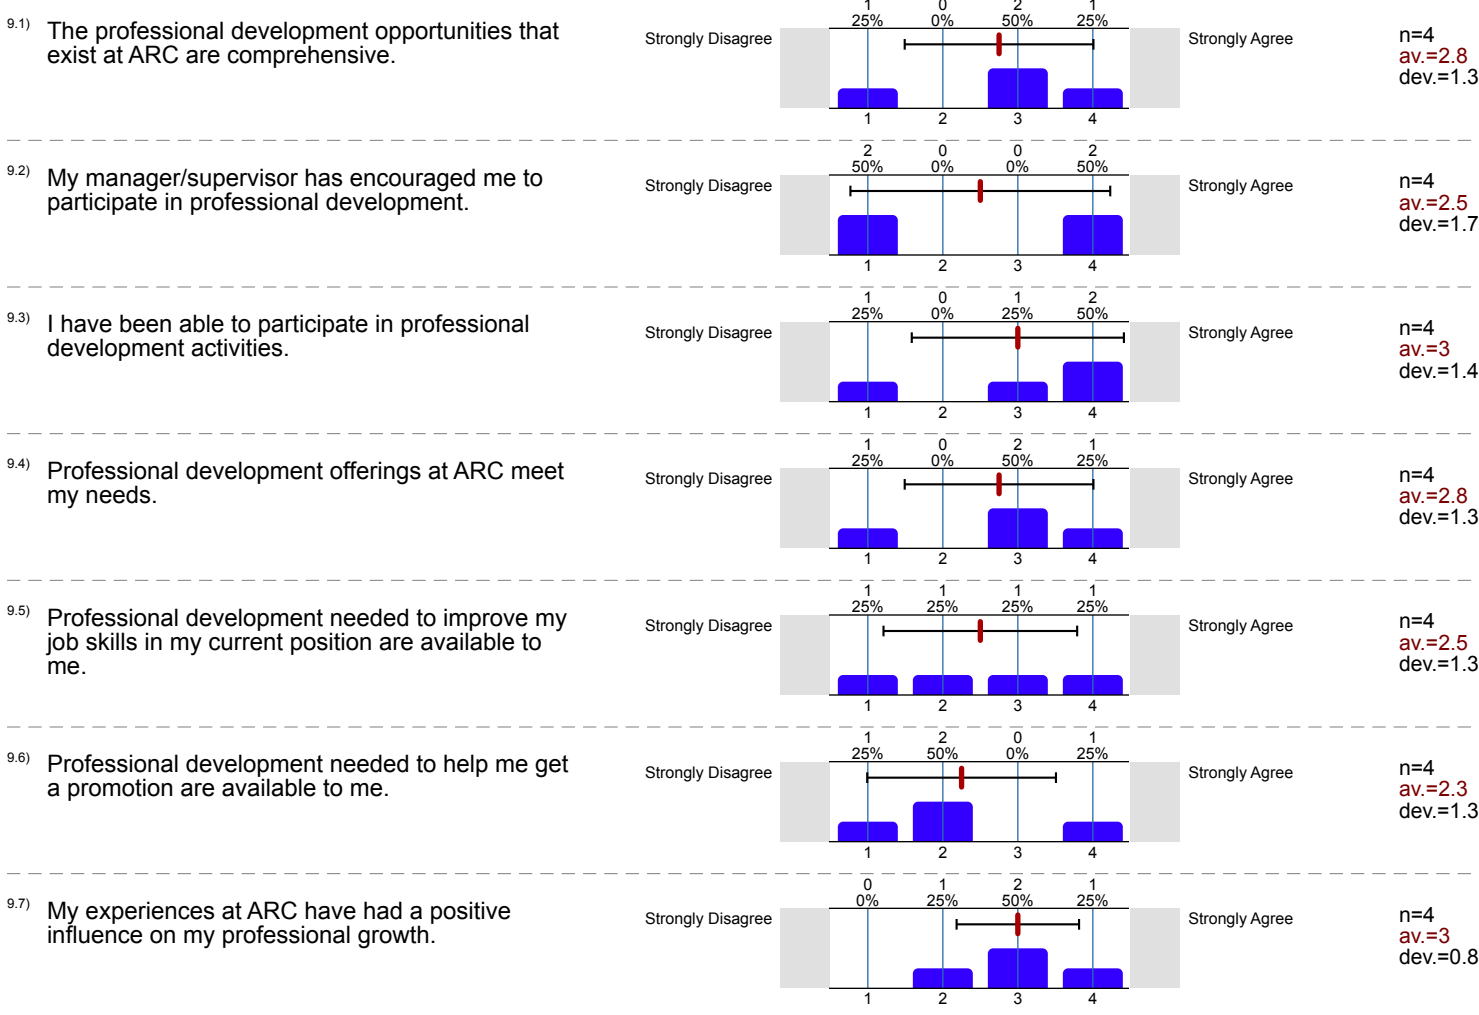 1 0 2 1
25% 0% 50% 25%
9.1) The professional development opportunities that
exist at ARC are comprehensive.
Strongly Disagree
Strongly Agree
n=4
av.=2.8
dev.=1.3
1 2 3 4
2 0 0 2
50% 0% 0% 50%
9.2) My manager/supervisor has encouraged me to
participate in professional development.
Strongly Disagree
Strongly Agree
n=4
av.=2.5
dev.=1.7
1 2 3 4
1 0 1 2
25% 0% 25% 50%
9.3) I have been able to participate in professional
development activities.
Strongly Disagree
Strongly Agree
n=4
av.=3
dev.=1.4
1 2 3 4
1 0 2 1
25% 0% 50% 25%
9.4) Professional development offerings at ARC meet
my needs.
Strongly Disagree
Strongly Agree
n=4
av.=2.8
dev.=1.3
1 2 3 4
1 1 1 1
25% 25% 25% 25%
9.5) Professional development needed to improve my
job skills in my current position are available to
me.
Strongly Disagree
Strongly Agree
n=4
av.=2.5
dev.=1.3
1 2 3 4
1 2 0 1
25% 50% 0% 25%
9.6) Professional development needed to help me get
a promotion are available to me.
Strongly Disagree
Strongly Agree
n=4
av.=2.3
dev.=1.3
1 2 3 4
0 1 2 1
0% 25% 50% 25%
9.7) My experiences at ARC have had a positive
influence on my professional growth.
Strongly Disagree
Strongly Agree
n=4
av.=3
dev.=0.8
1 2 3 4